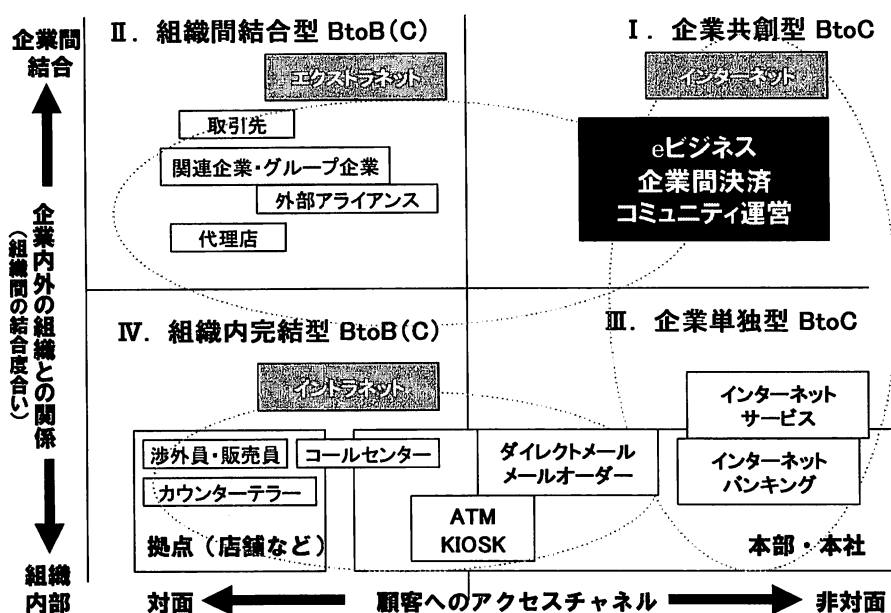 企業間
結合
Ⅱ．組織間結合型 BtoB(C)
エクストラネット
取引先
関連企業・グループ企業
外部アライアンス
代理店
Ⅰ．企業共創型 BtoC
インターネット
eビジネス
企業間決済
コミュニティ運営
企業内外の組織との関係
（組織間の結合度合い）
Ⅳ．組織内完結型 BtoB(C)
イントラネット
渉外員・販売員
コールセンター
カウンターテラー
拠点（店舗など）
ダイレクトメール
メールオーダー
ATM
KIOSK
Ⅲ．企業単独型 BtoC
インターネット
サービス
インターネット
バンキング
本部・本社
組織
内部
対面
顧客へのアクセスチャネル
非対面